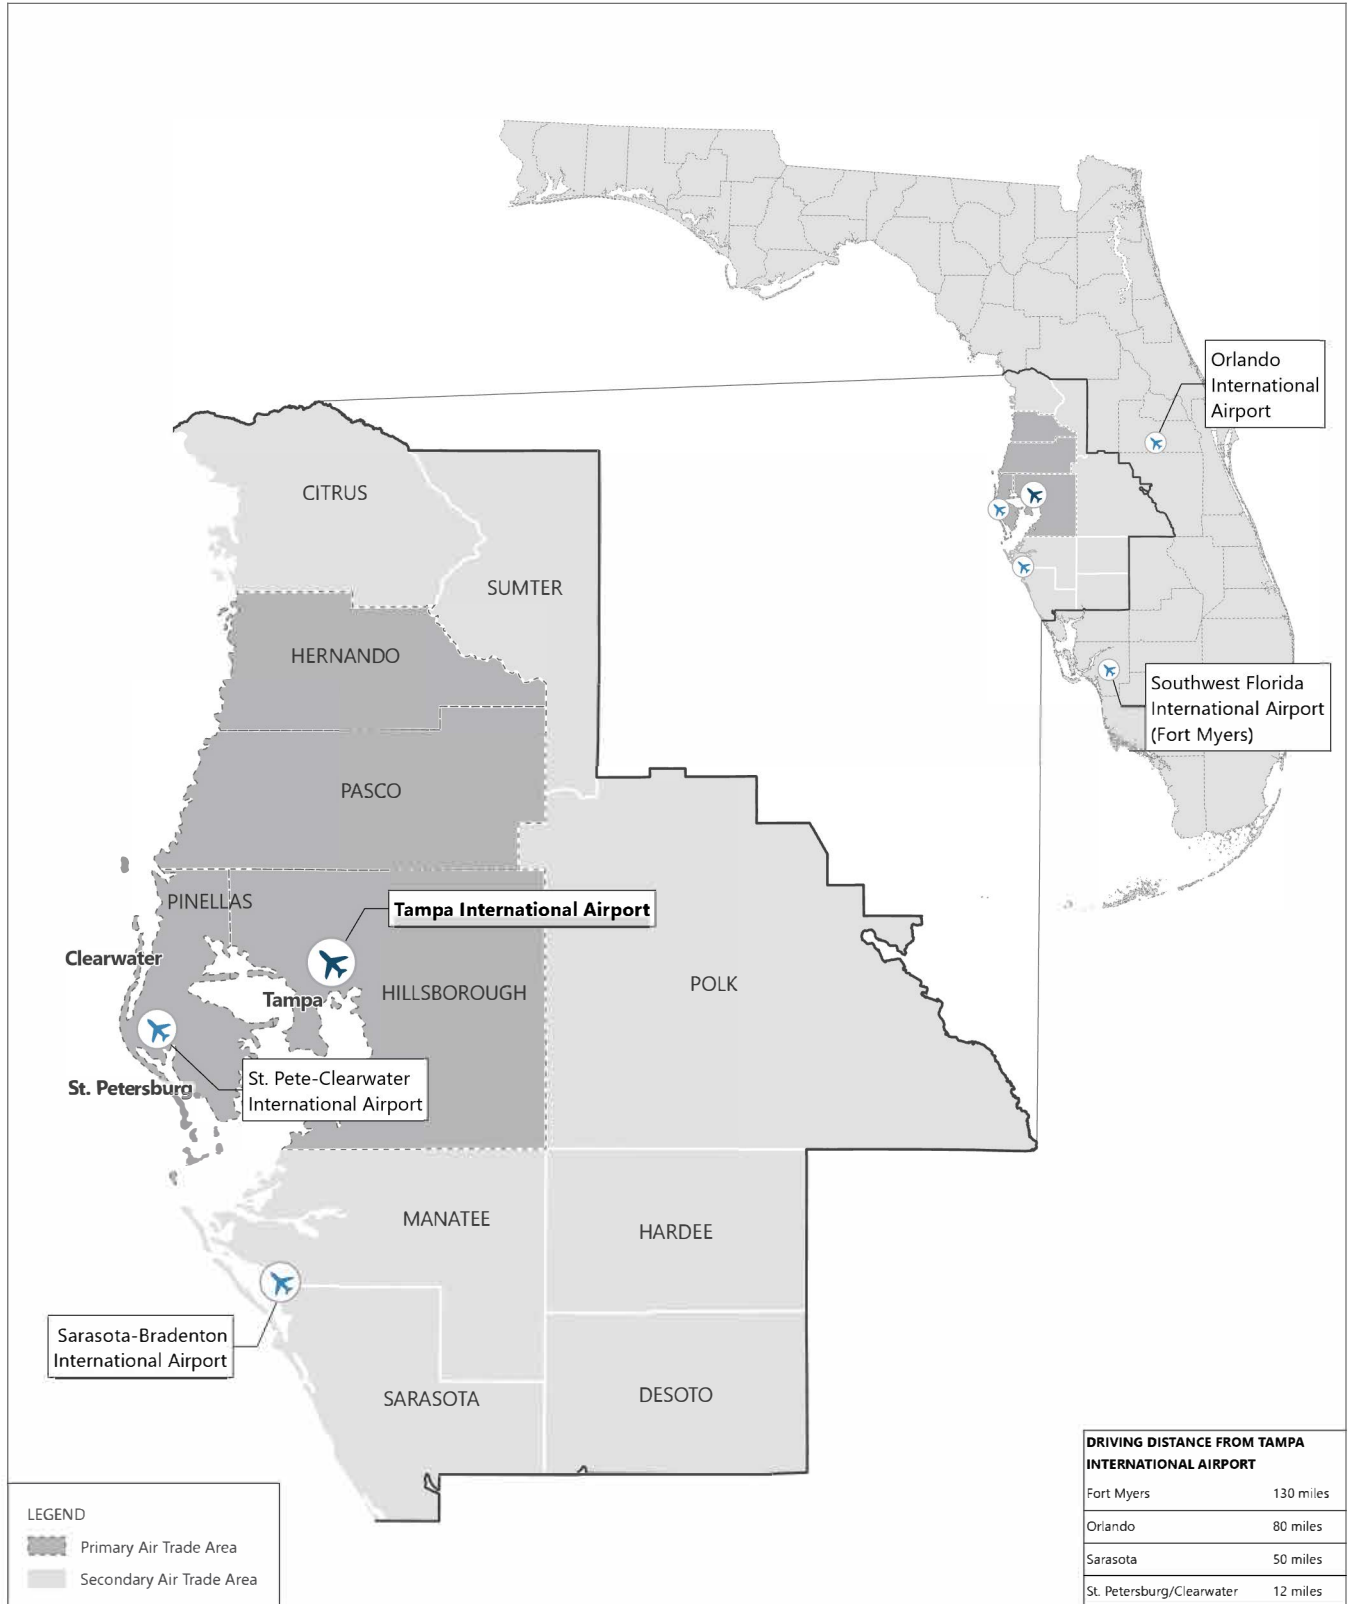 Orlando
International
Airport
CITRUS
SUMTER
HERNANDO
Southwest Florida
International Airport
(Fort Myers)
PASCO
PINELLAS
Tampa International Airport
Clearwater
POLK
Tampa
HILLSBOROUGH
St. Pete-Clearwater
International Airport
St. Petersburg
MANATEE
HARDEE
Sarasota-Bradenton
International Airport
SARASOTA
DESOTO
DRIVING DISTANCE FROM TAMPA
INTERNATIONAL AIRPORT
Fort Myers 130 miles
Orlando 80 miles
Sarasota 50 miles
St. Petersburg/Clearwater 12 miles
LEGEND
Primary Air Trade Area
Secondary Air Trade Area